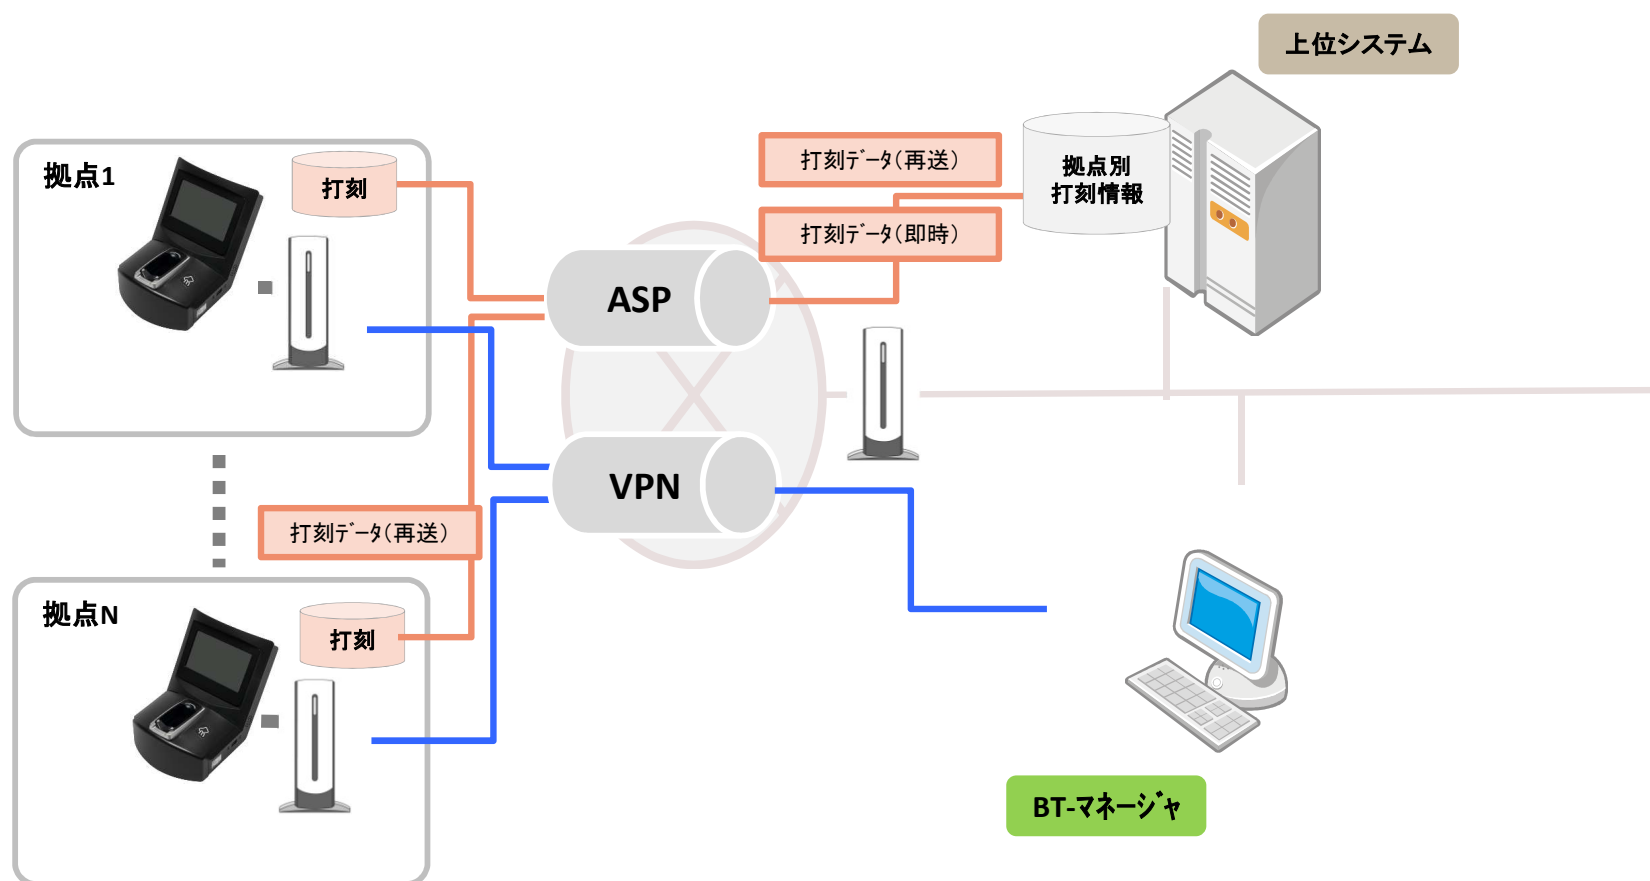 上位システム
拠点1
打刻
打刻ﾃﾞｰﾀ(再送)
拠点別
打刻情報
打刻ﾃﾞｰﾀ(即時)
ASP
VPN
打刻ﾃﾞｰﾀ(再送)
拠点N
打刻
BT-ﾏﾈｰｼﾞｬ